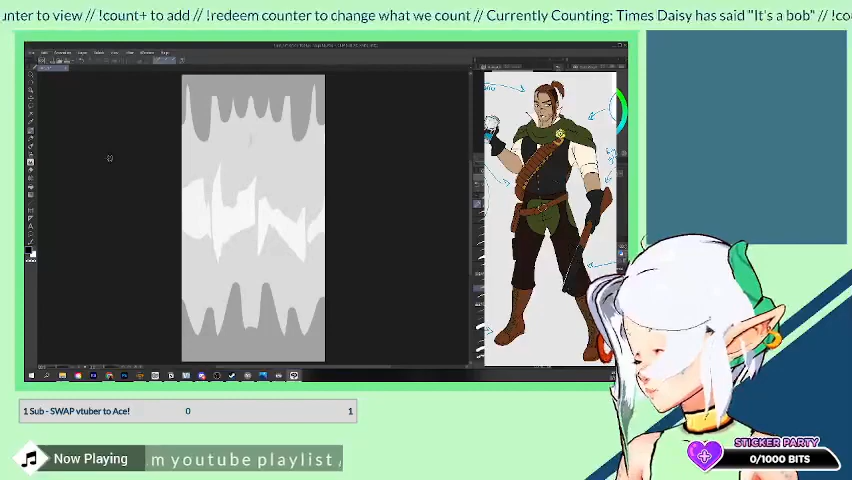 unter to view // !count+ to add // !redeem counter to change what we count // Currently Counting: Times Daisy has said "It's a bob" // !co
1 Sub - SWAP vtuber to Ace! 0 1
Now Playing .m youtube playlist /
STICKER PARTY
0/1000 BITS